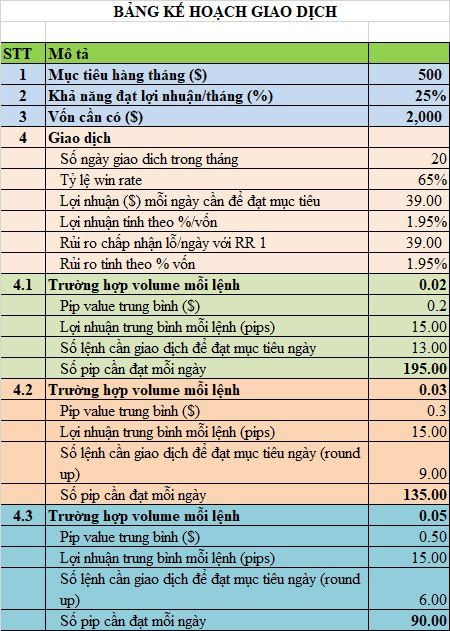 BẢNG KẾ HOẠCH GIAO DỊCH
STT Mô tả
1 Mục tiêu hàng tháng ($) 500
2 Khả năng đạt lợi nhuận/tháng (%) 25%
3 Vốn cần có ($) 2,000
4 Giao dịch
Số ngày giao dich trong tháng 20
Tỷ lệ win rate 65%
Lợi nhuận ($) mỗi ngày cần để đạt mục tiêu 39.00
Lợi nhuận tính theo %/vốn 1.95%
Rủi ro chấp nhận lỗ/ngày với RR 1 39.00
Rủi ro tính theo % vốn 1.95%
4.1 Trường hợp volume mỗi lệnh 0.02
Pip value trung bình ($) 0.2
Lợi nhuận trung bình mỗi lệnh (pips) 15.00
Số lệnh cần giao dịch để đạt mục tiêu ngày 13.00
Số pip cần đạt mỗi ngày 195.00
4.2 Trường hợp volume mỗi lệnh 0.03
Pip value trung bình ($) 0.3
Lợi nhuận trung bình mỗi lệnh (pips) 15.00
Số lệnh cần giao dịch để đạt mục tiêu ngày (round
up) 9.00
Số pip cần đạt mỗi ngày 135.00
4.3 Trường hợp volume mỗi lệnh 0.05
Pip value trung bình ($) 0.50
Lợi nhuận trung bình mỗi lệnh (pips) 15.00
Số lệnh cần giao dịch để đạt mục tiêu ngày (round
up) 6.00
Số pip cần đạt mỗi ngày 90.00